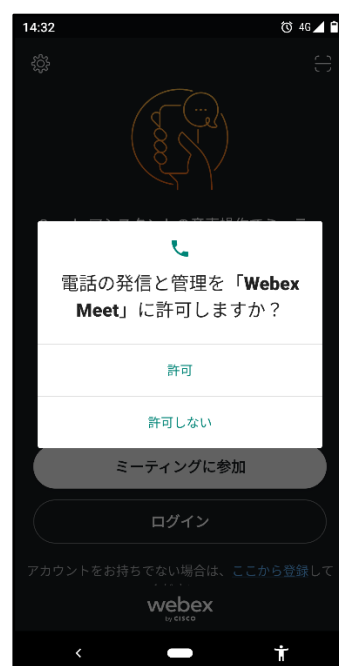 14:32
4G
電話の発信と管理を「Webex
Meet」に許可しますか？
許可
許可しない
ミーティングに参加
ログイン
アカウントをお持ちでない場合は、ここから登録して
webex
by CISCO